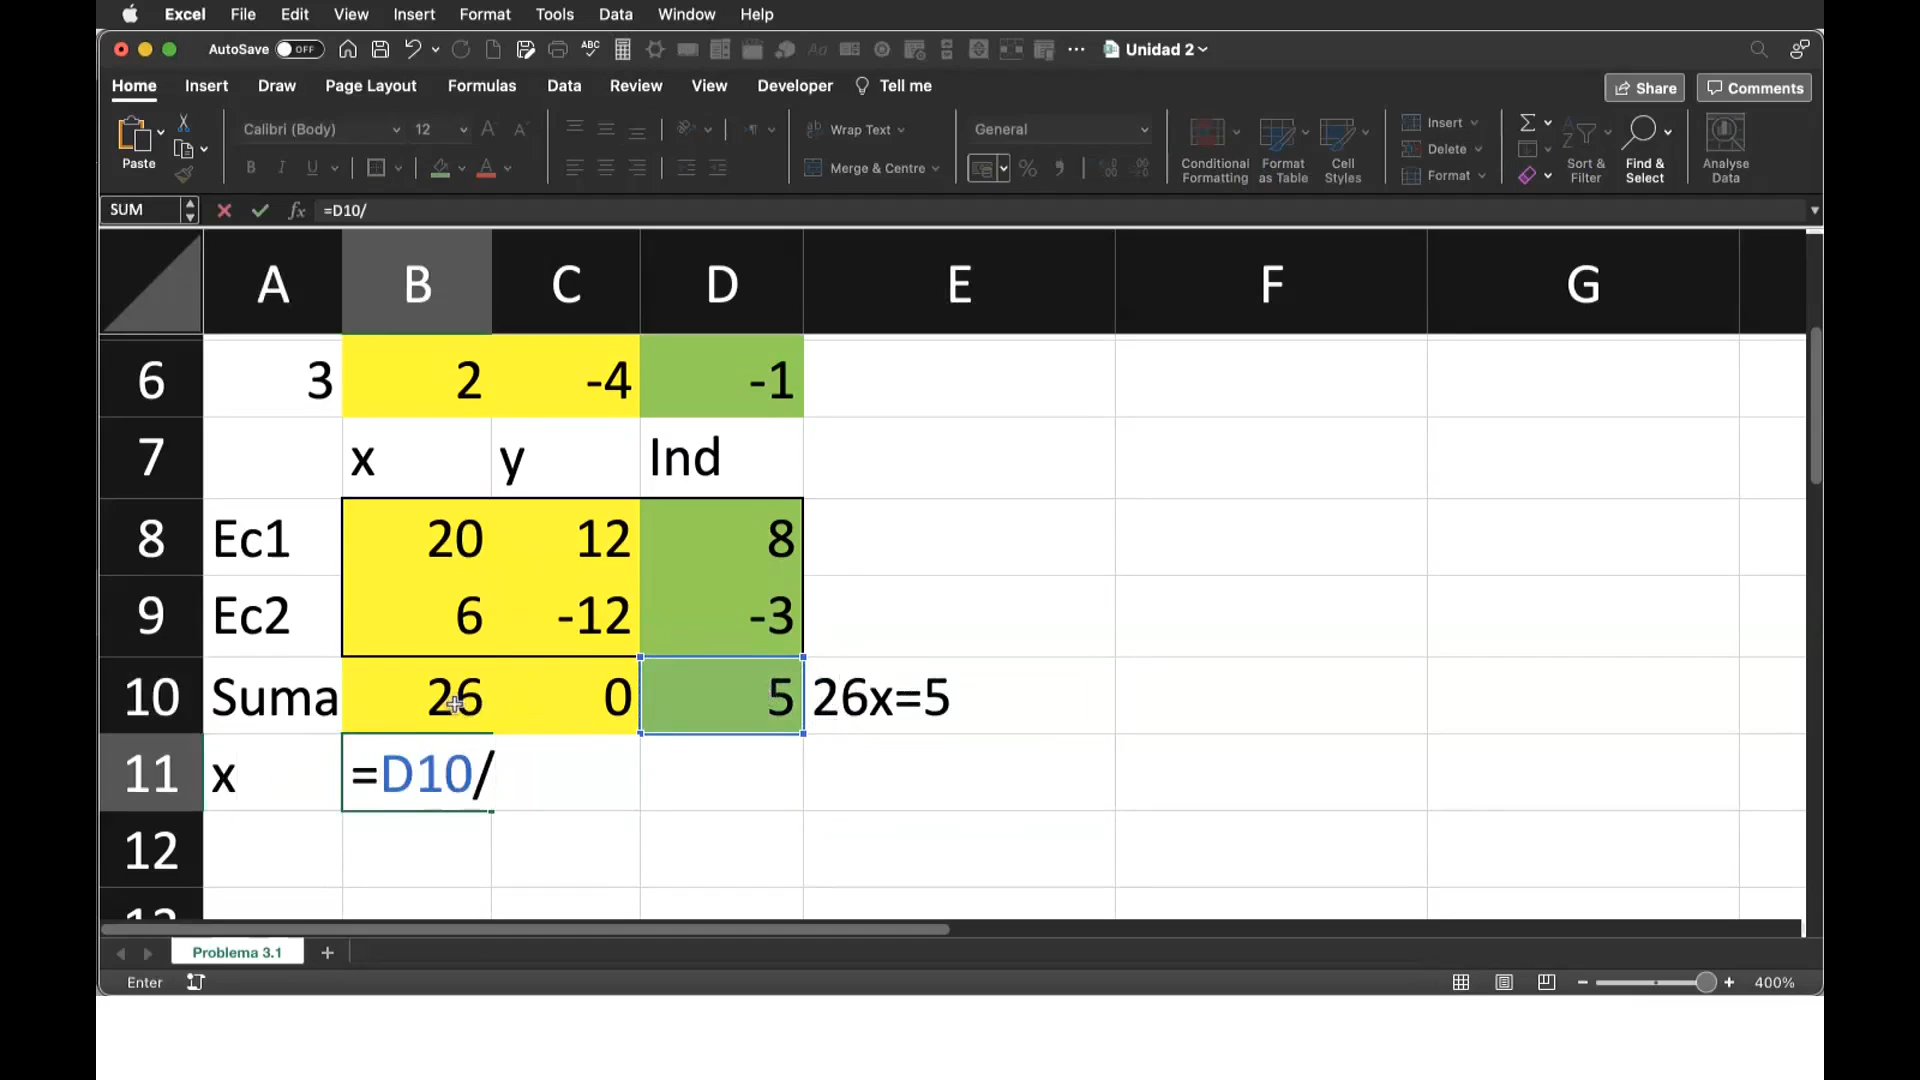 Excel File Edit View Insert Format Tools Data Window Help
AutoSave OFF ABC Aa ... Unidad 2
Home Insert Draw Page Layout Formulas Data Review View Developer Tell me Share Comments
Paste Calibri (Body) 12 A A Wrap Text General Conditional Formatting Format as Table Cell Styles Insert Sort & Filter Find & Select Analyse Data
B I U A Merge & Centre % Delete
Format
SUM fx =D10/
A B C D E F G
6 3 2 -4 -1
7 x y Ind
8 Ec1 20 12 8
9 Ec2 6 -12 -3
10 Suma 26 0 5 26x=5
11 x =D10/
12
13
Problema 3.1 +
Enter 400%